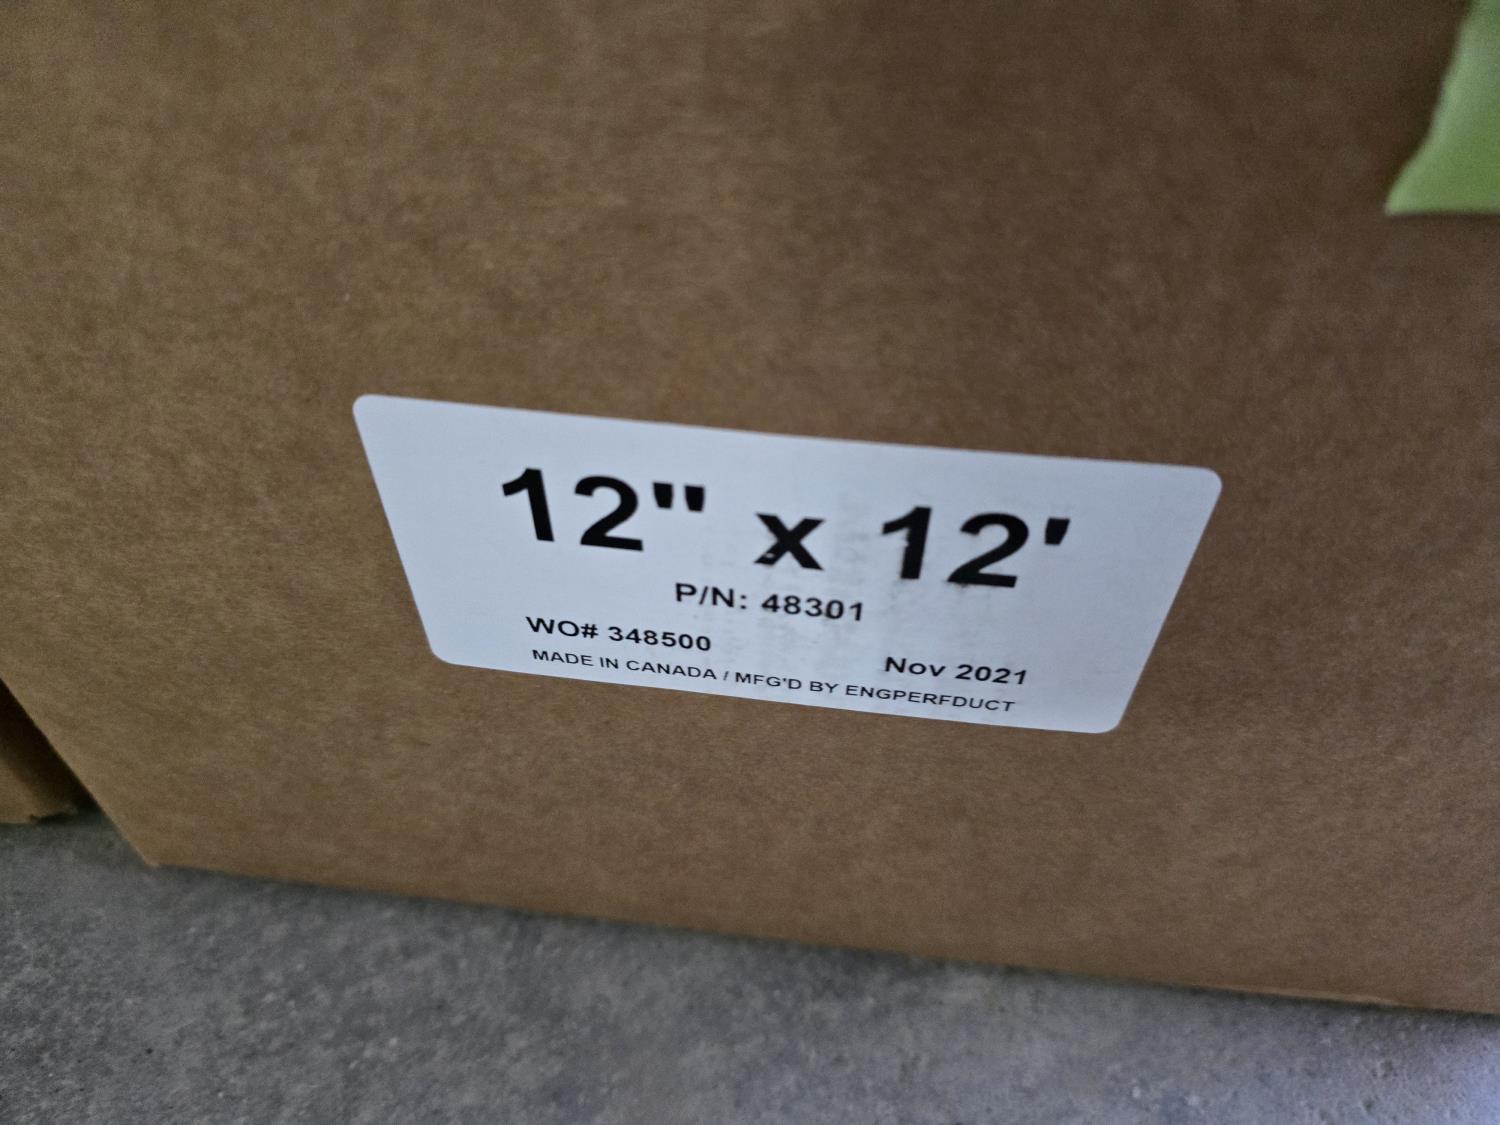 12" x 12'
P/N: 48301
WO# 348500
Nov 2021
MADE IN CANADA / MFG'D BY ENGPERFDUCT